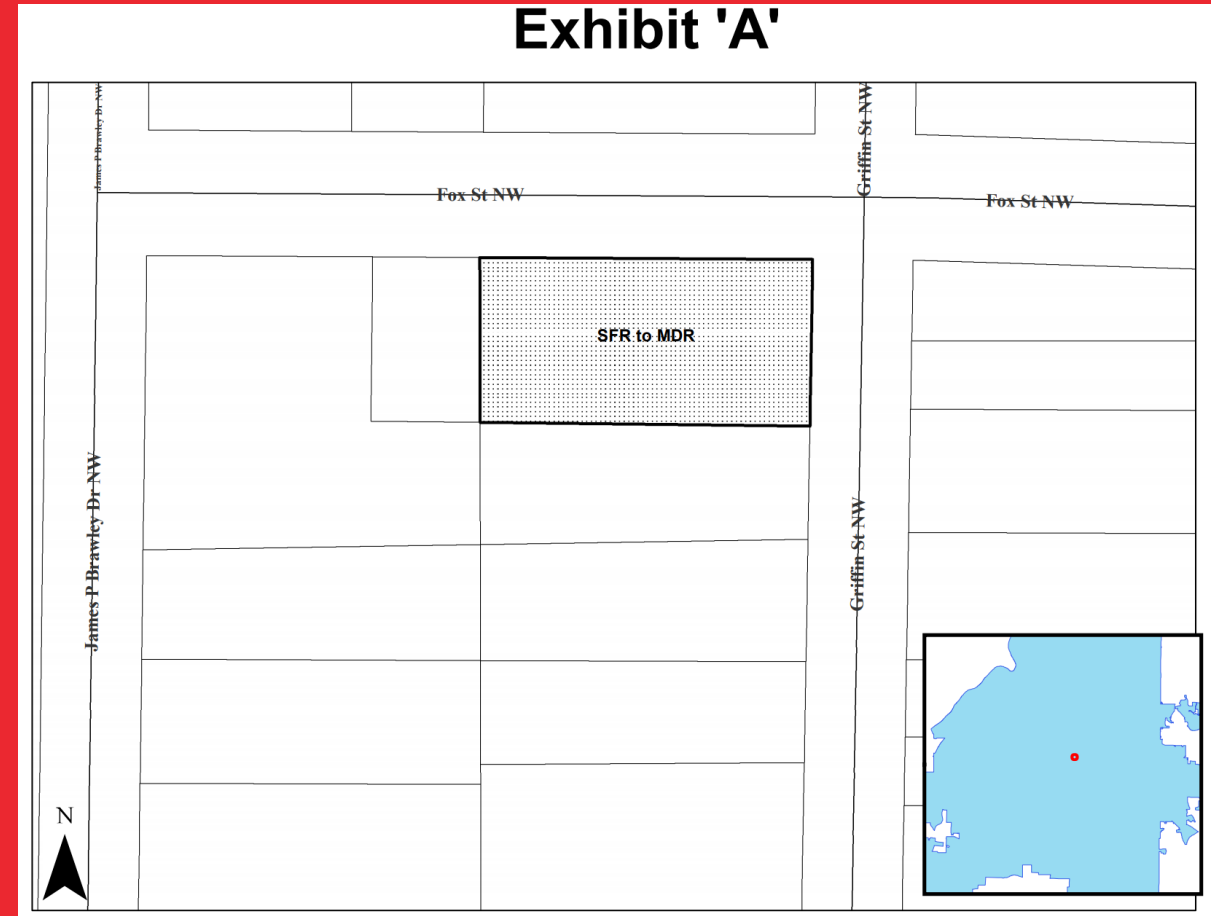 Exhibit 'A'
James P Brawley Dr NW
Griffin St NW
Fox St NW
Fox St NW
SFR to MDR
James P Brawley Dr NW
Griffin St NW
N